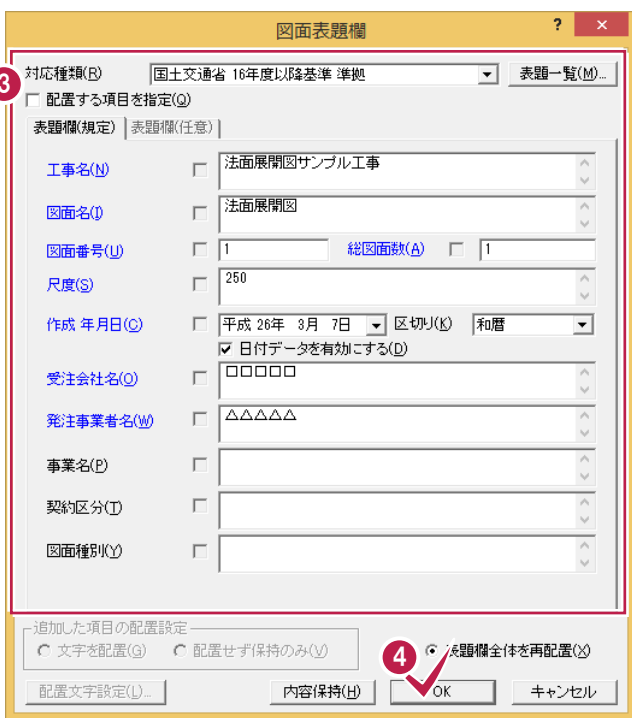 図面表題欄 ? ×
3
対応種類(R) 国土交通省 16年度以降基準 準拠 表題一覧(M)...
配置する項目を指定(Q)
表題欄(規定) 表題欄(任意)
工事名(N) 法面展開図サンプル工事
図面名(I) 法面展開図
図面番号(U) 1 総図面数(A) 1
尺度(S) 250
作成 年月日(C) 平成 26年 3月 7日 区切り(K) 和暦
日付データを有効にする(D)
受注会社名(O) □□□□□
発注事業者名(W) △△△△△
事業名(P)
契約区分(T)
図面種別(Y)
追加した項目の配置設定
文字を配置(G) 配置せず保持のみ(V) 4 表題欄全体を再配置(X)
配置文字設定(L)... 内容保持(H) OK キャンセル